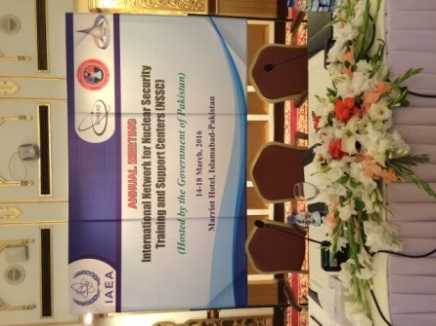 IAEA
ANNUAL MEETING
International Network for Nuclear Security
Training and Support Centers (NSSC)
(Hosted by the Government of Pakistan)
14-18 March, 2016
Marriot Hotel, Islamabad-Pakistan